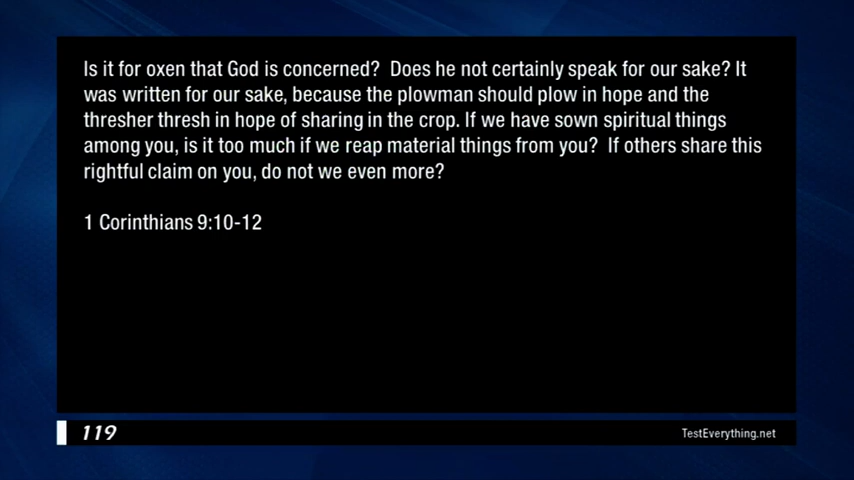 Is it for oxen that God is concerned?  Does he not certainly speak for our sake? It
was written for our sake, because the plowman should plow in hope and the
thresher thresh in hope of sharing in the crop. If we have sown spiritual things
among you, is it too much if we reap material things from you?  If others share this
rightful claim on you, do not we even more?
1 Corinthians 9:10-12
119
TestEverything.net